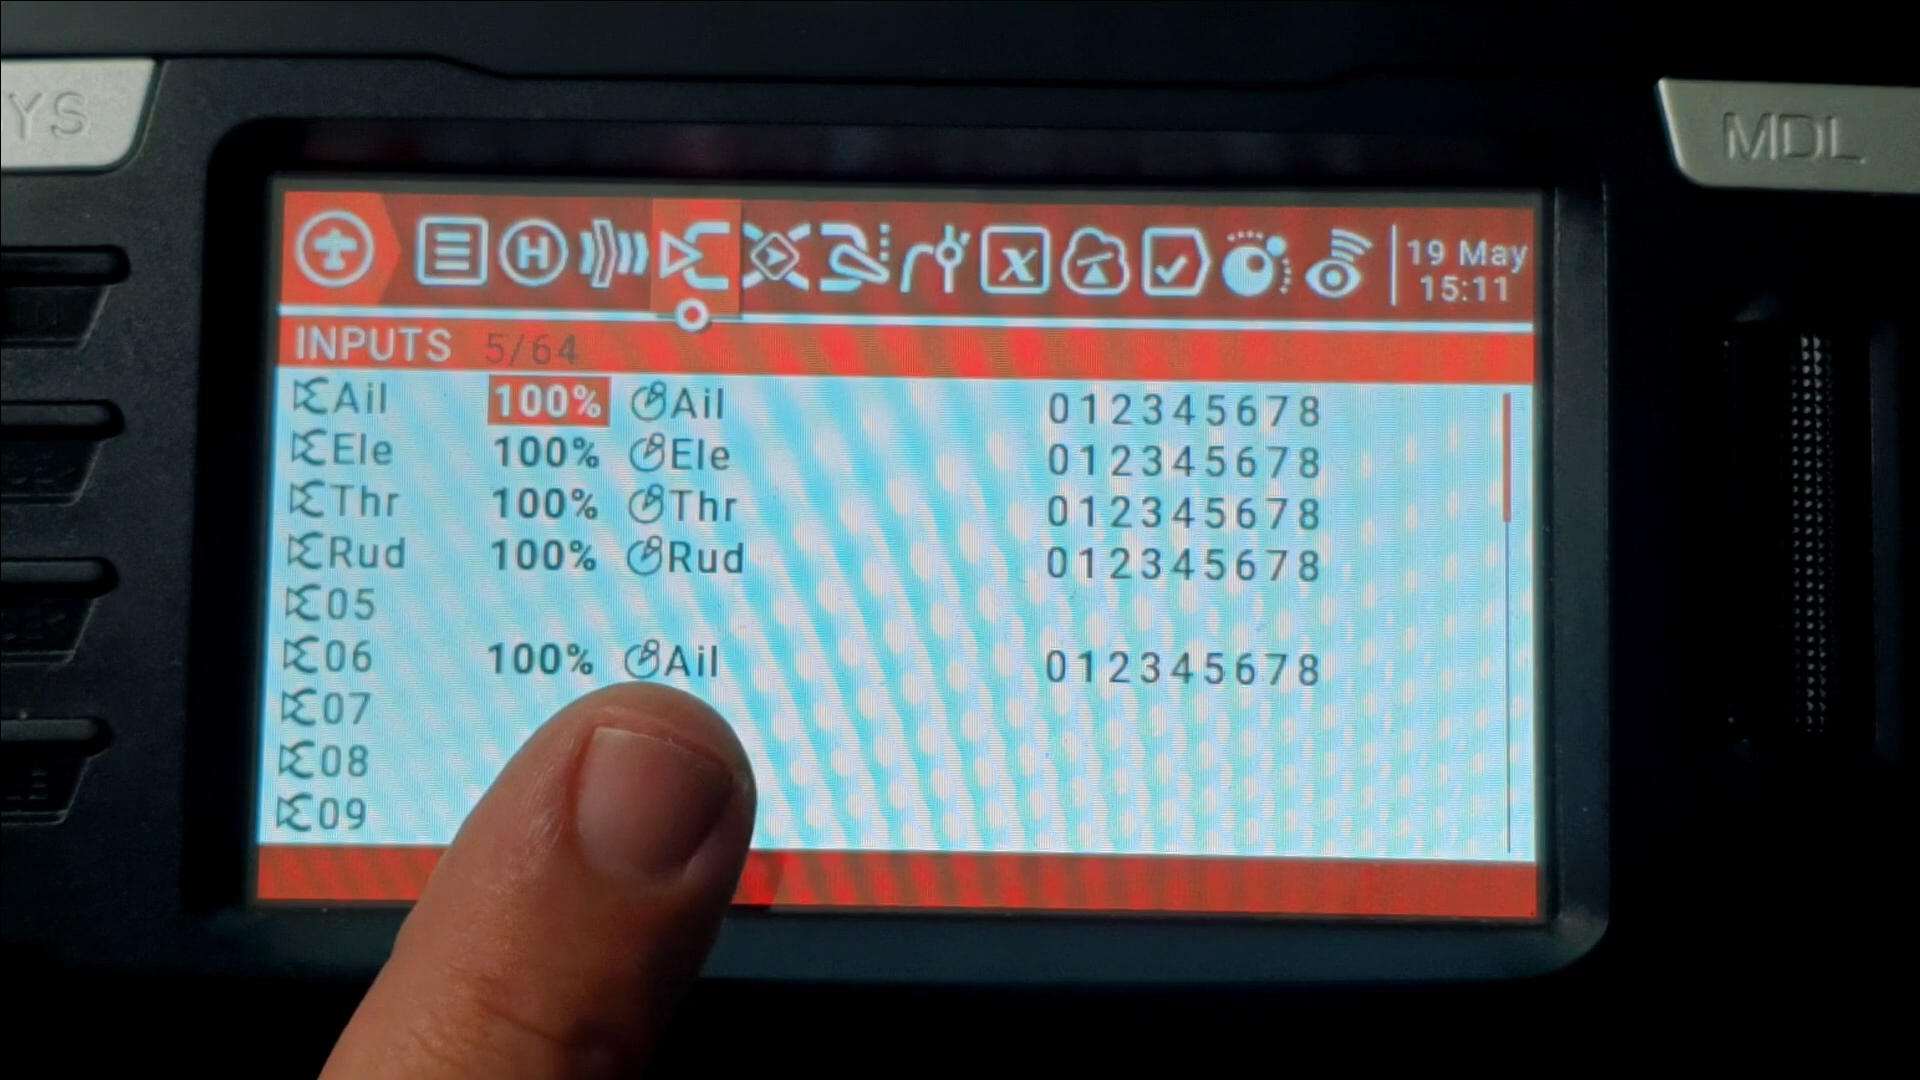 YS
MDL
19 May
15:11
INPUTS 5/64
Ail 100% Ail 012345678
Ele 100% Ele 012345678
Thr 100% Thr 012345678
Rud 100% Rud 012345678
05
06 100% Ail 012345678
07
08
09